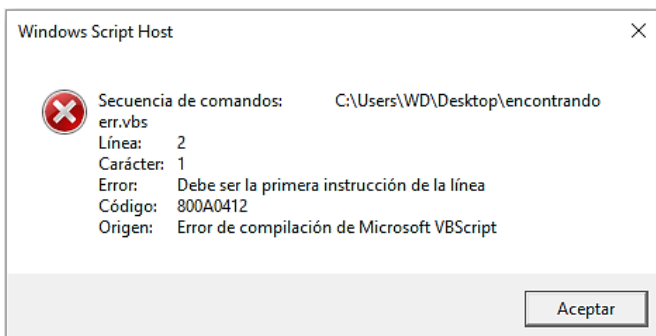 Windows Script Host
Secuencia de comandos: C:\Users\WD\Desktop\encontrando
err.vbs
Línea: 2
Carácter: 1
Error: Debe ser la primera instrucción de la línea
Código: 800A0412
Origen: Error de compilación de Microsoft VBScript
Aceptar